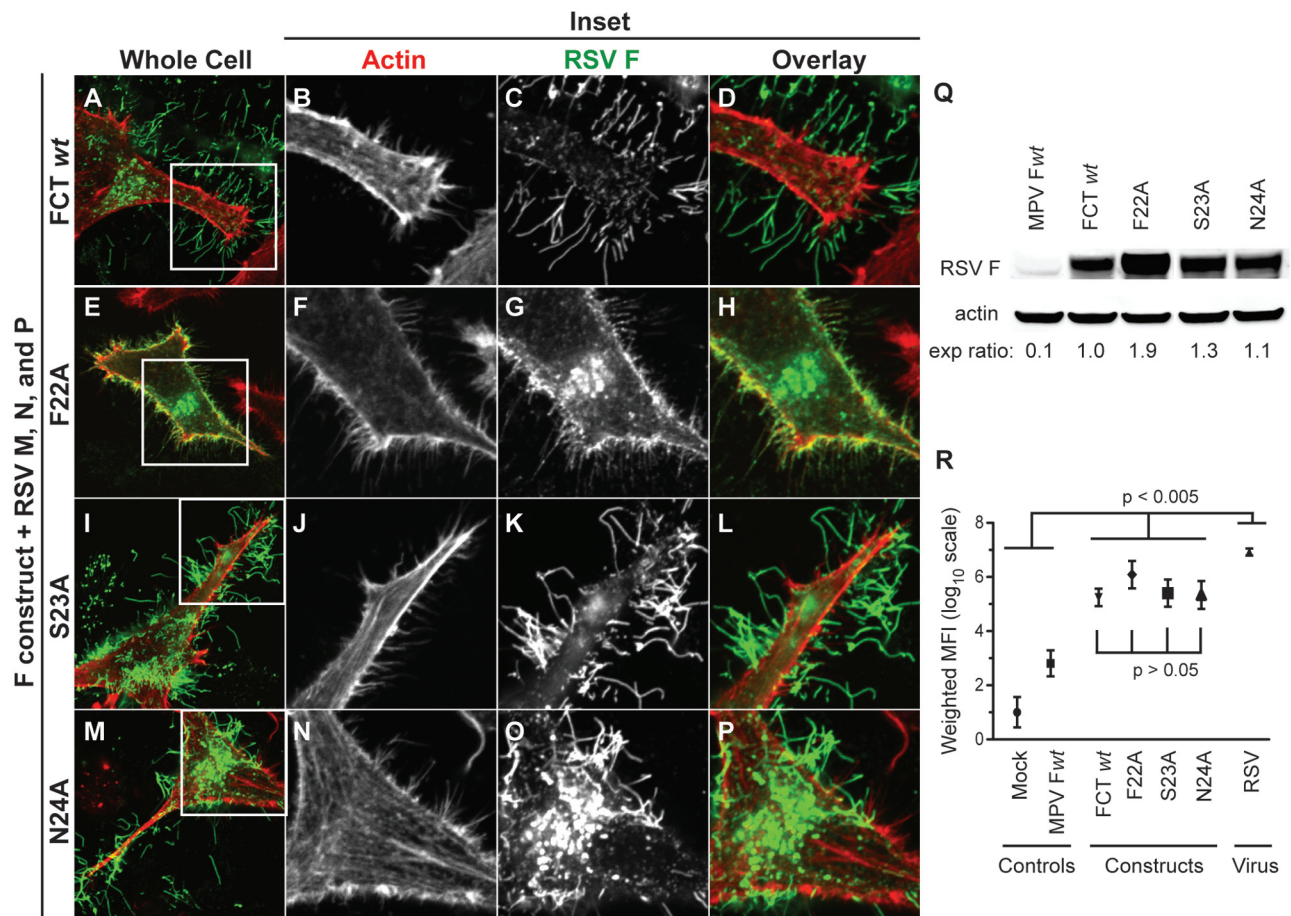 Inset
Whole Cell Actin RSV F Overlay
F construct + RSV M, N, and P
FCT wt
A B C D
F22A
E F G H
S23A
I J K L
N24A
M N O P
Q
MPV Fwt FCT wt F22A S23A N24A
RSV F
actin
exp ratio: 0.1 1.0 1.9 1.3 1.1
R
p < 0.005
Weighted MFI (log10 scale)
8
6
4
2
0
p > 0.05
Mock MPV Fwt FCT wt F22A S23A N24A RSV
Controls Constructs Virus